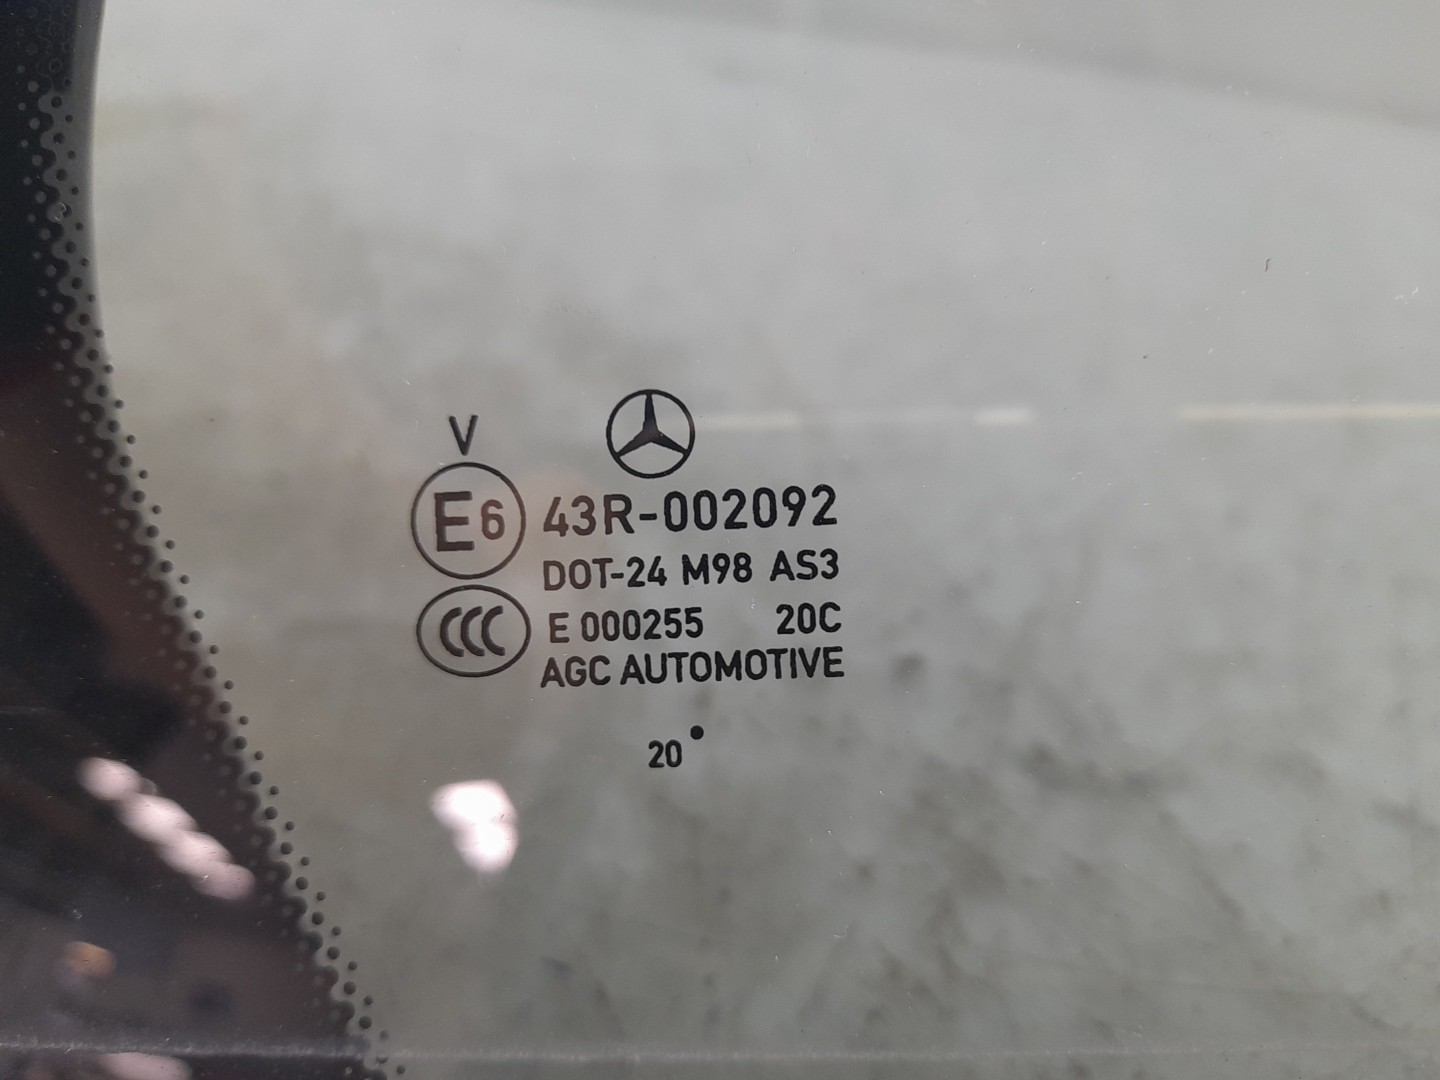 V
E6 43R-002092
DOT-24 M98 AS3
CCC E 000255 20C
AGC AUTOMOTIVE
20